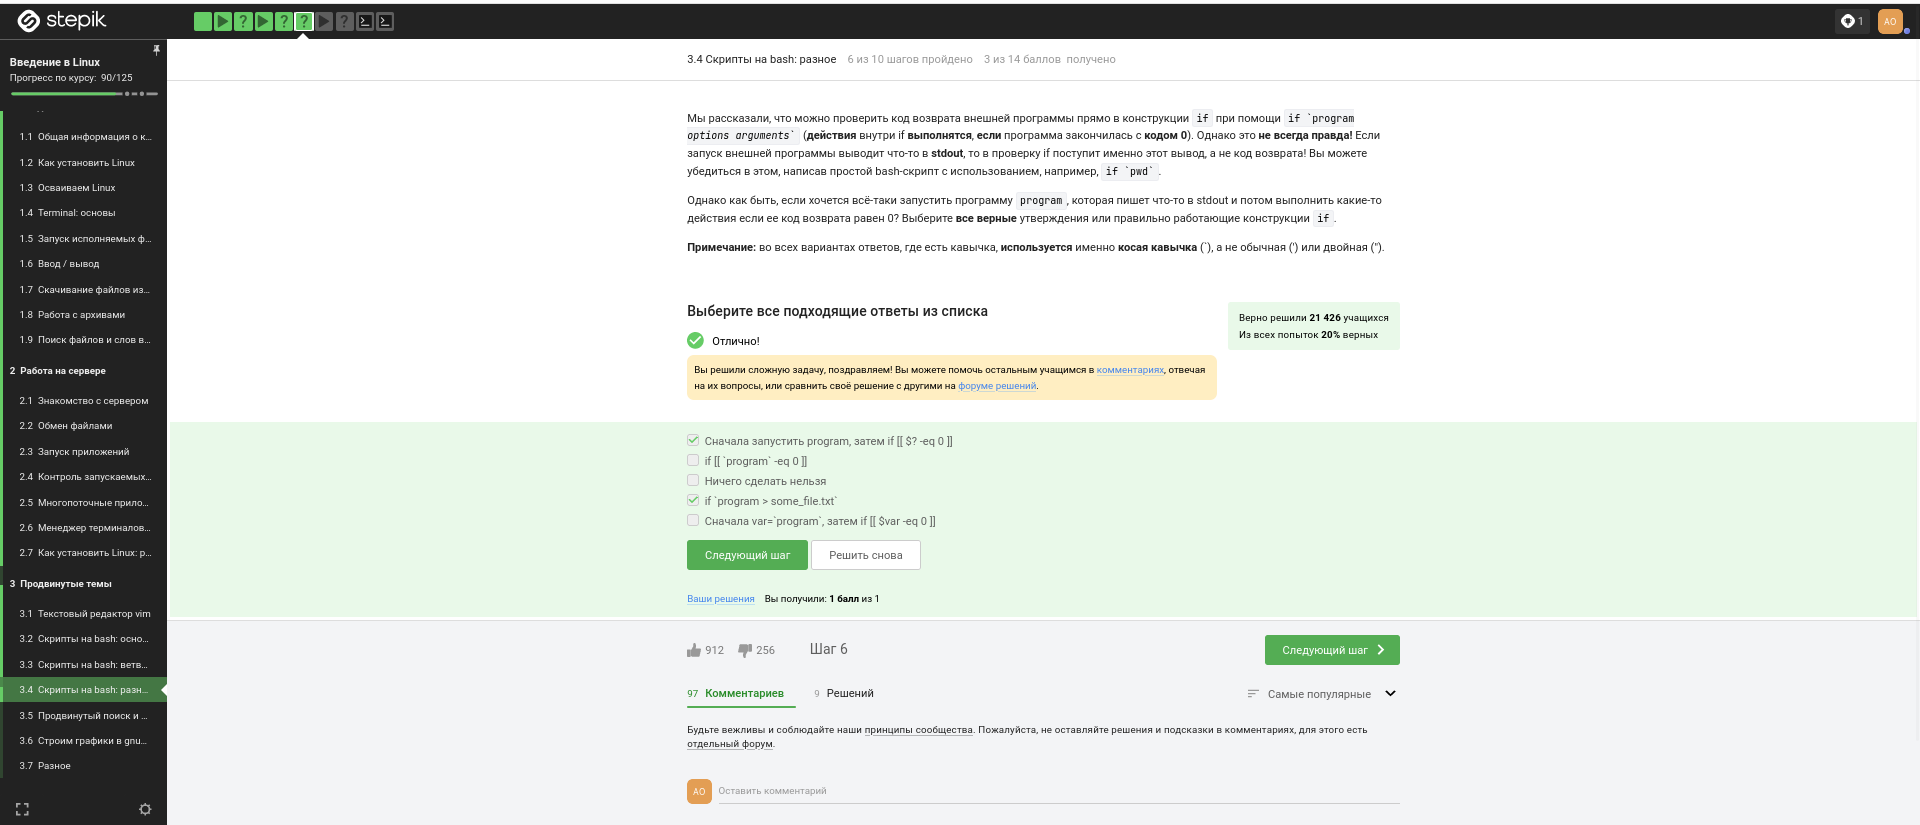 stepik
1
AO
Введение в Linux
Прогресс по курсу: 90/125
1.1 Общая информация о к...
1.2 Как установить Linux
1.3 Осваиваем Linux
1.4 Terminal: основы
1.5 Запуск исполняемых ф...
1.6 Ввод / вывод
1.7 Скачивание файлов из...
1.8 Работа с архивами
1.9 Поиск файлов и слов в...
2 Работа на сервере
2.1 Знакомство с сервером
2.2 Обмен файлами
2.3 Запуск приложений
2.4 Контроль запускаемых...
2.5 Многопоточные прило...
2.6 Менеджер терминалов...
2.7 Как установить Linux: р...
3 Продвинутые темы
3.1 Текстовый редактор vim
3.2 Скрипты на bash: осно...
3.3 Скрипты на bash: ветв...
3.4 Скрипты на bash: разн...
3.5 Продвинутый поиск и ...
3.6 Строим графики в gnu...
3.7 Разное
3.4 Скрипты на bash: разное 6 из 10 шагов пройдено 3 из 14 баллов получено
Мы рассказали, что можно проверить код возврата внешней программы прямо в конструкции if при помощи if `program
options arguments` (действия внутри if выполнятся, если программа закончилась с кодом 0). Однако это не всегда правда! Если
запуск внешней программы выводит что-то в stdout, то в проверку if поступит именно этот вывод, а не код возврата! Вы можете
убедиться в этом, написав простой bash-скрипт с использованием, например, if `pwd`.
Однако как быть, если хочется всё-таки запустить программу program, которая пишет что-то в stdout и потом выполнить какие-то
действия если ее код возврата равен 0? Выберите все верные утверждения или правильно работающие конструкции if.
Примечание: во всех вариантах ответов, где есть кавычка, используется именно косая кавычка (`), а не обычная (') или двойная (").
Выберите все подходящие ответы из списка
Верно решили 21 426 учащихся
Из всех попыток 20% верных
Отлично!
Вы решили сложную задачу, поздравляем! Вы можете помочь остальным учащимся в комментариях, отвечая
на их вопросы, или сравнить своё решение с другими на форуме решений.
Сначала запустить program, затем if [[ $? -eq 0 ]]
if [[ `program` -eq 0 ]]
Ничего сделать нельзя
if `program > some_file.txt`
Сначала var=`program`, затем if [[ $var -eq 0 ]]
Следующий шаг Решить снова
Ваши решения Вы получили: 1 балл из 1
912 256 Шаг 6 Следующий шаг
97 Комментариев 9 Решений Самые популярные
Будьте вежливы и соблюдайте наши принципы сообщества. Пожалуйста, не оставляйте решения и подсказки в комментариях, для этого есть
отдельный форум.
AO Оставить комментарий